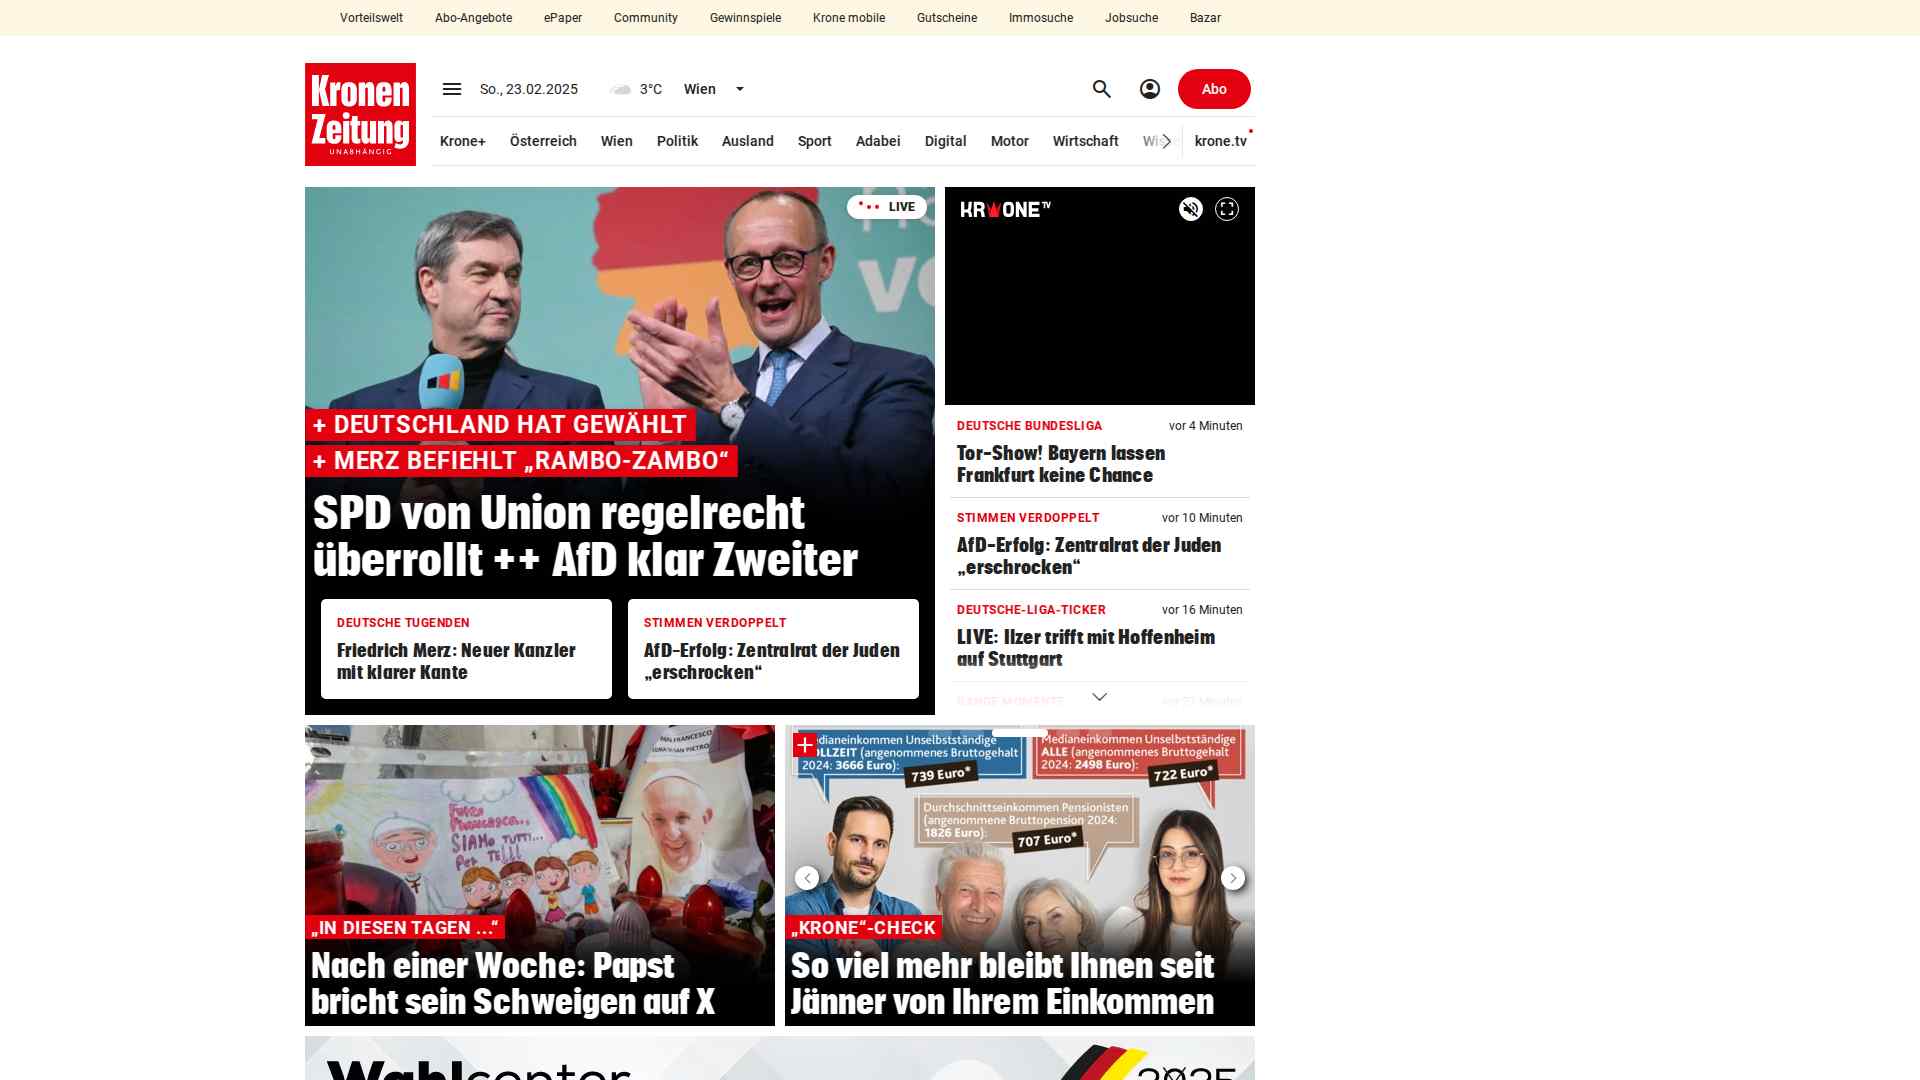 Vorteilswelt Abo-Angebote ePaper Community Gewinnspiele Krone mobile Gutscheine Immosuche Jobsuche Bazar
Kronen
Zeitung
UNABHÄNGIG
So., 23.02.2025 3°C Wien
Abo
Krone+ Österreich Wien Politik Ausland Sport Adabei Digital Motor Wirtschaft krone.tv
LIVE
+ DEUTSCHLAND HAT GEWÄHLT
+ MERZ BEFIEHLT „RAMBO-ZAMBO“
SPD von Union regelrecht
überrollt ++ AfD klar Zweiter
DEUTSCHE TUGENDEN
Friedrich Merz: Neuer Kanzler
mit klarer Kante
STIMMEN VERDOPPELT
AfD-Erfolg: Zentralrat der Juden
„erschrocken“
KRONE TV
DEUTSCHE BUNDESLIGA vor 4 Minuten
Tor-Show! Bayern lassen
Frankfurt keine Chance
STIMMEN VERDOPPELT vor 10 Minuten
AfD-Erfolg: Zentralrat der Juden
„erschrocken“
DEUTSCHE-LIGA-TICKER vor 16 Minuten
LIVE: Ilzer trifft mit Hoffenheim
auf Stuttgart
SAN FRANCESCO
SIAMO TUTTI...
PER TE!!!
„IN DIESEN TAGEN ...“
Nach einer Woche: Papst
bricht sein Schweigen auf X
Medianeinkommen Unselbstständige
VOLLZEIT (angenommenes Bruttogehalt
2024: 3666 Euro):
739 Euro*
Medianeinkommen Unselbstständige
ALLE (angenommenes Bruttogehalt
2024: 2498 Euro):
722 Euro*
Durchschnittseinkommen Pensionisten
(angenommene Bruttopension 2024:
1826 Euro):
707 Euro*
„KRONE“-CHECK
So viel mehr bleibt Ihnen seit
Jänner von Ihrem Einkommen
Wahlcenter
2025